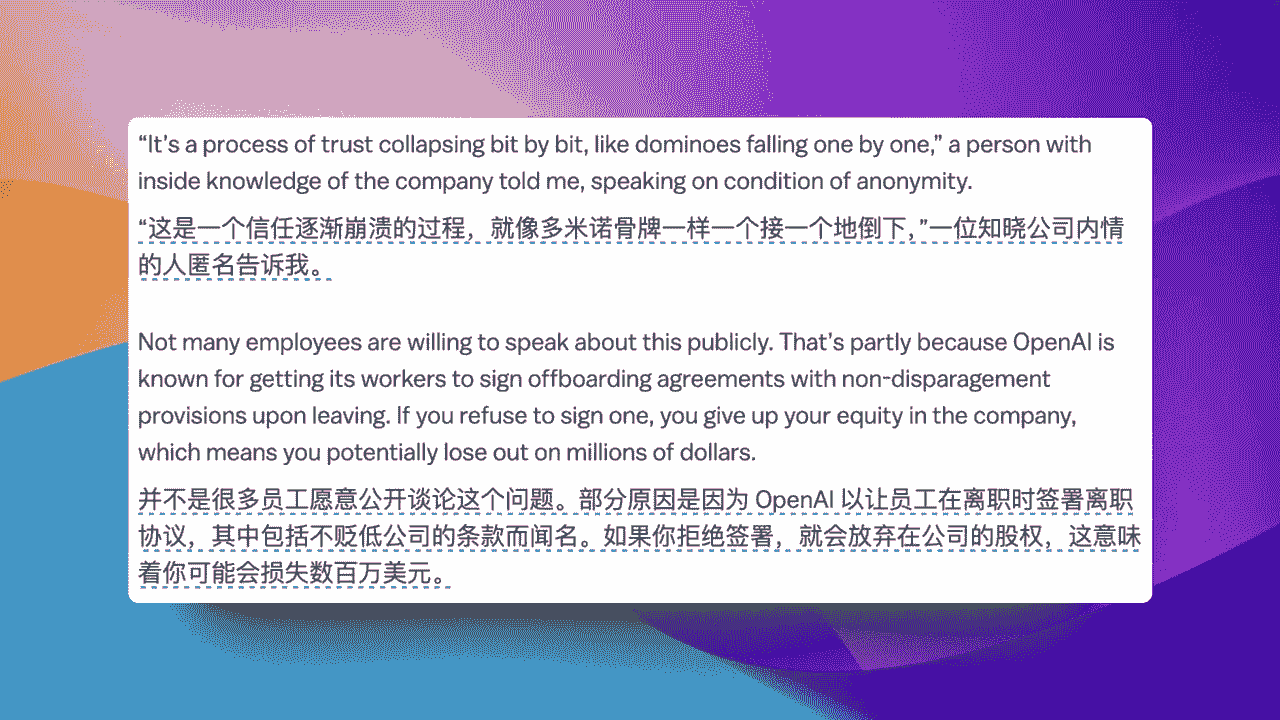 “It’s a process of trust collapsing bit by bit, like dominoes falling one by one,” a person with
inside knowledge of the company told me, speaking on condition of anonymity.
“这是一个信任逐渐崩溃的过程，就像多米诺骨牌一样一个接一个地倒下，”一位知晓公司内情
的人匿名告诉我。
Not many employees are willing to speak about this publicly. That’s partly because OpenAI is
known for getting its workers to sign offboarding agreements with non-disparagement
provisions upon leaving. If you refuse to sign one, you give up your equity in the company,
which means you potentially lose out on millions of dollars.
并不是很多员工愿意公开谈论这个问题。部分原因是因为 OpenAI 以让员工在离职时签署离职
协议，其中包括不贬低公司的条款而闻名。如果你拒绝签署，就会放弃在公司的股权，这意味
着你可能会损失数百万美元。